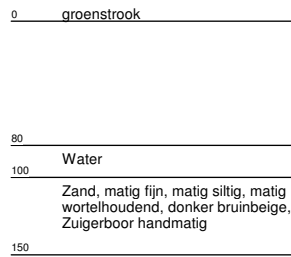 0 groenstrook
80
Water
100
Zand, matig fijn, matig siltig, matig
wortelhoudend, donker bruinbeige,
Zuigerboor handmatig
150